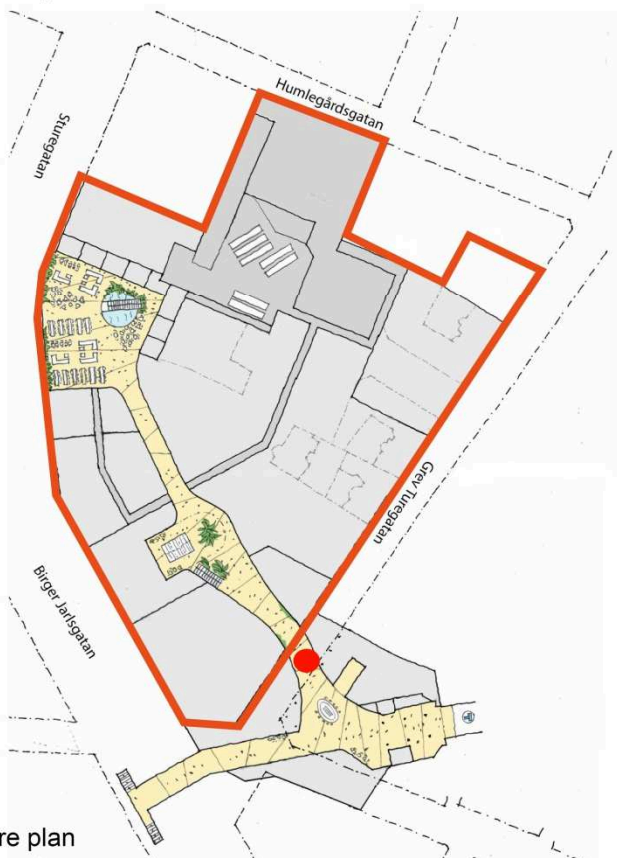 Humlegårdsgatan
Sturegatan
Grev Turegatan
Birger Jarlsgatan
re plan